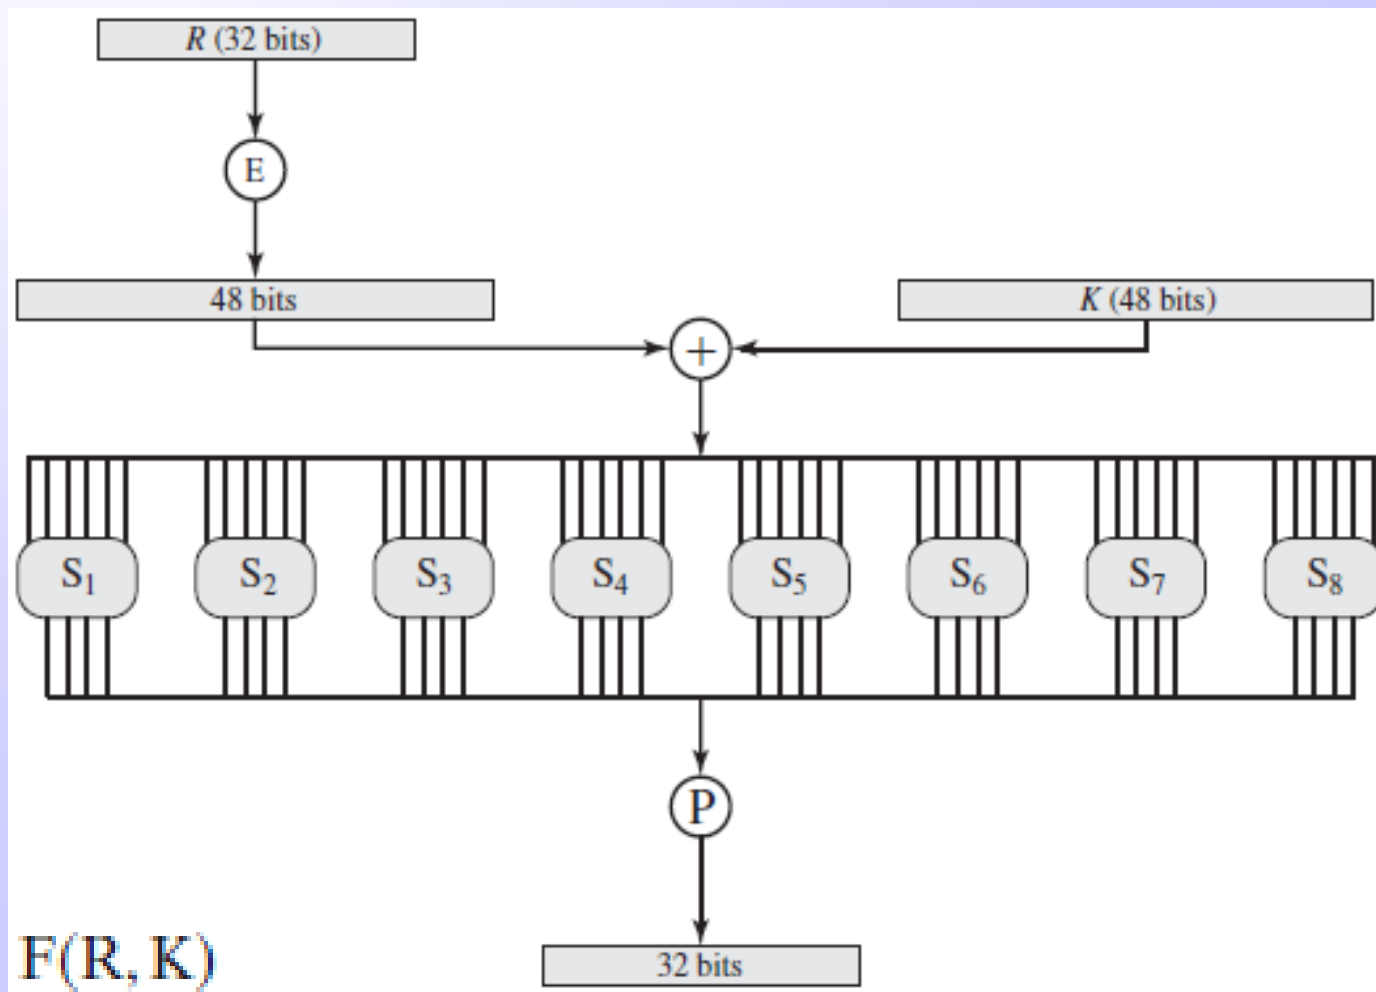 R (32 bits)
E
48 bits
K (48 bits)
+
S₁ S₂ S₃ S₄ S₅ S₆ S₇ S₈
P
32 bits
F(R, K)